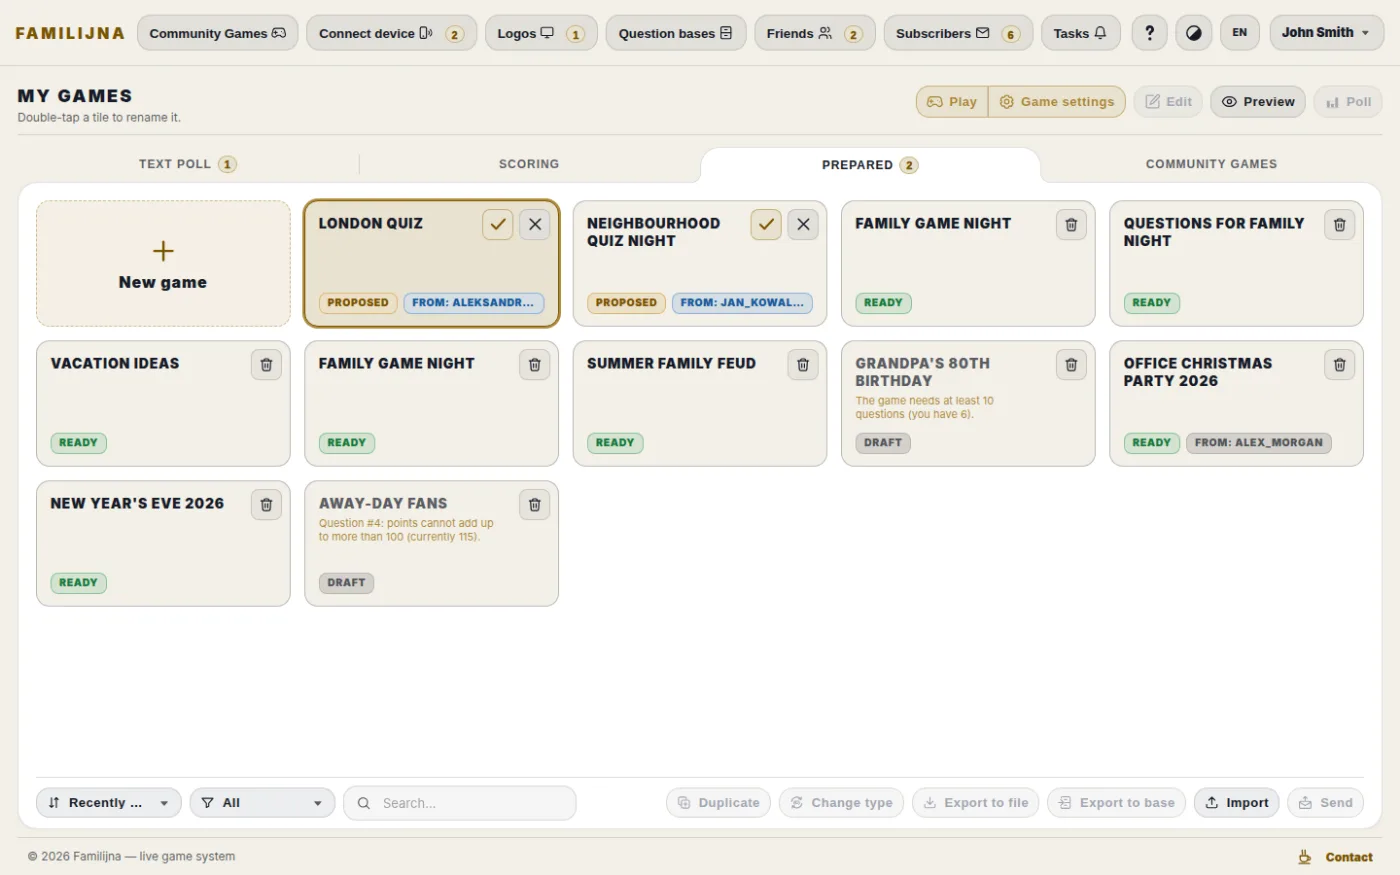 FAMILIJNA
Community Games
Connect device 2
Logos 1
Question bases
Friends 2
Subscribers 6
Tasks
?
EN
John Smith
MY GAMES
Double-tap a tile to rename it.
Play
Game settings
Edit
Preview
Poll
TEXT POLL 1
SCORING
PREPARED 2
COMMUNITY GAMES
New game
LONDON QUIZ
PROPOSED
FROM: ALEKSANDR...
NEIGHBOURHOOD
QUIZ NIGHT
PROPOSED
FROM: JAN_KOWAL...
FAMILY GAME NIGHT
READY
QUESTIONS FOR FAMILY
NIGHT
READY
VACATION IDEAS
READY
FAMILY GAME NIGHT
READY
SUMMER FAMILY FEUD
READY
GRANDPA'S 80TH
BIRTHDAY
The game needs at least 10
questions (you have 6).
DRAFT
OFFICE CHRISTMAS
PARTY 2026
READY
FROM: ALEX_MORGAN
NEW YEAR'S EVE 2026
READY
AWAY-DAY FANS
Question #4: points cannot add up
to more than 100 (currently 115).
DRAFT
Recently ...
All
Search...
Duplicate
Change type
Export to file
Export to base
Import
Send
© 2026 Familijna — live game system
Contact